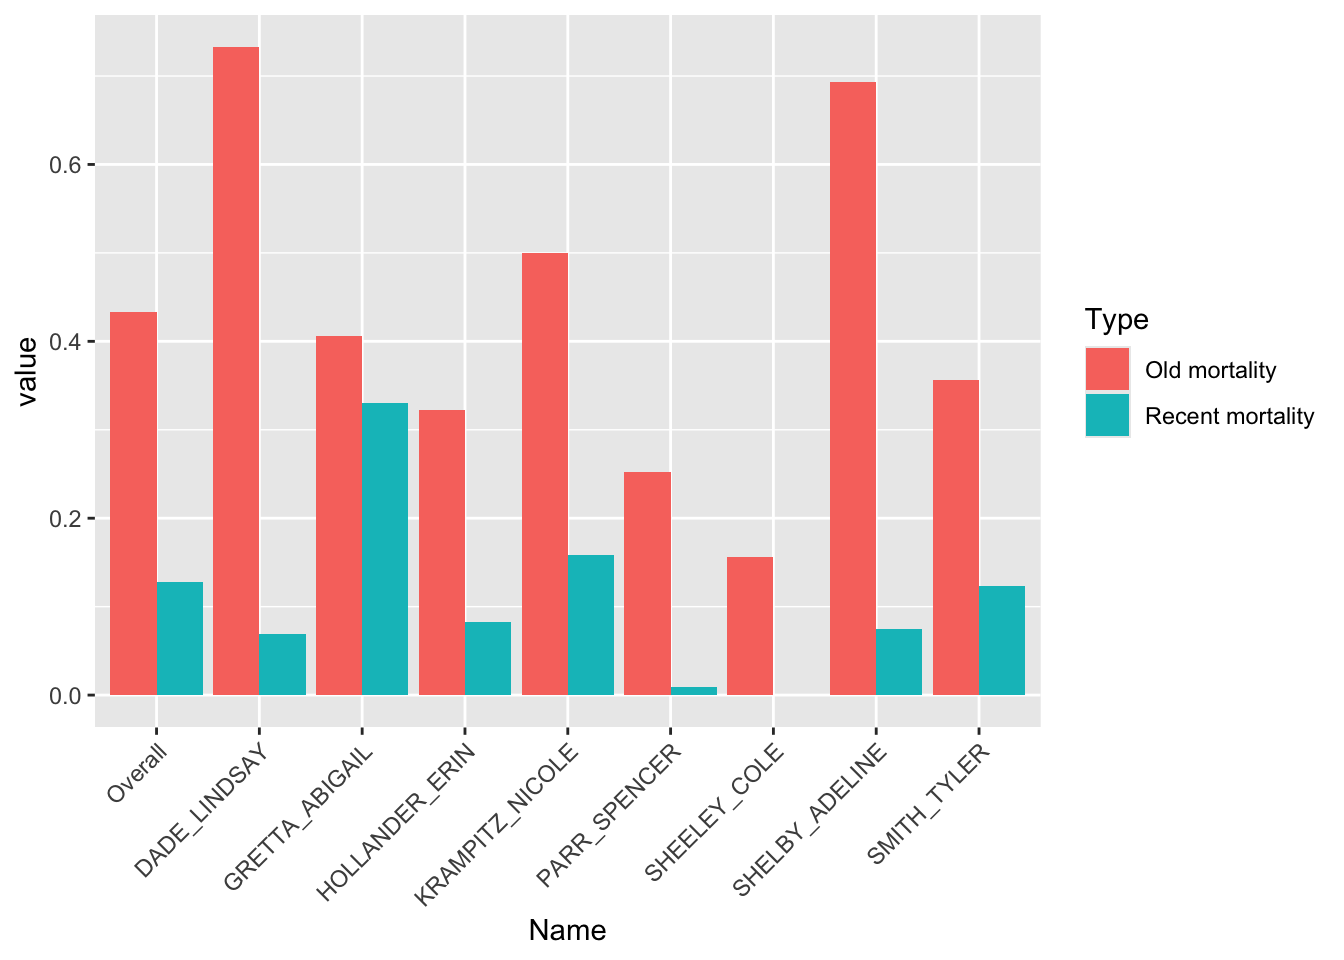 value
0.6
0.4
0.2
0.0
Overall
DADE_LINDSAY
GRETTA_ABIGAIL
HOLLANDER_ERIN
KRAMPITZ_NICOLE
PARR_SPENCER
SHEELEY_COLE
SHELBY_ADELINE
SMITH_TYLER
Name
Type
Old mortality
Recent mortality